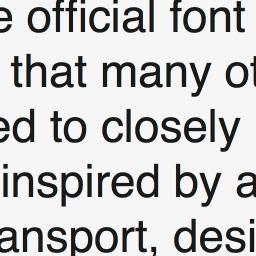 e official font
that many ot
ed to closely
inspired by a
ansport, desi